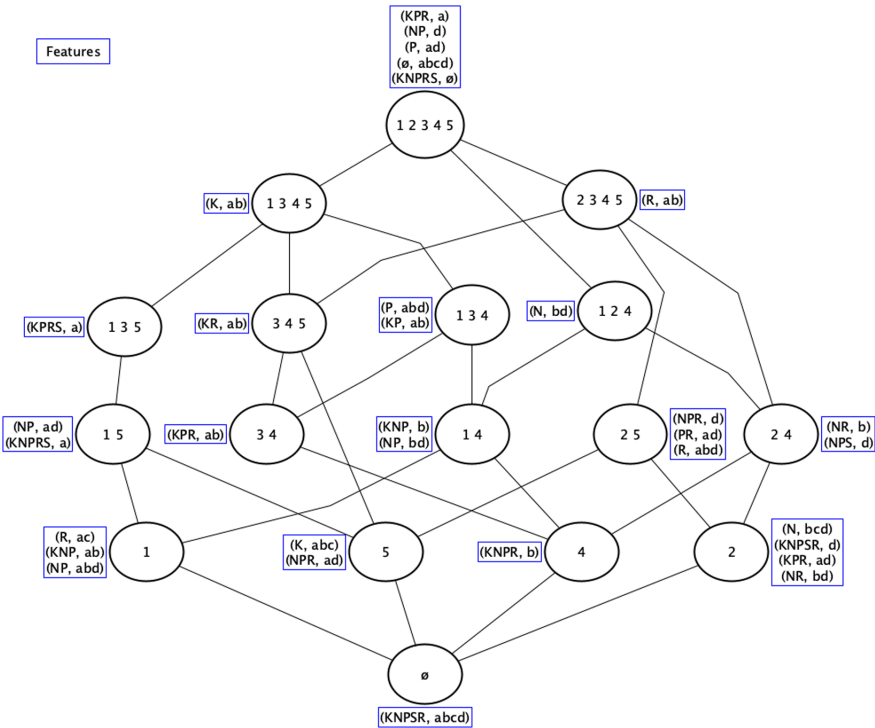 (KPR, a)
(NP, d)
(P, ad)
(ø, abcd)
(KNPRS, ø)
Features
1 2 3 4 5
(K, ab)
1 3 4 5
2 3 4 5
(R, ab)
(KPRS, a)
1 3 5
(KR, ab)
3 4 5
(P, abd)
(KP, ab)
1 3 4
(N, bd)
1 2 4
(NP, ad)
(KNPRS, a)
1 5
(KPR, ab)
3 4
(KNP, b)
(NP, bd)
1 4
2 5
(NPR, d)
(PR, ad)
(R, abd)
2 4
(NR, b)
(NPS, d)
(R, ac)
(KNP, ab)
(NP, abd)
1
(K, abc)
(NPR, ad)
5
(KNPR, b)
4
2
(N, bcd)
(KNPSR, d)
(KPR, ad)
(NR, bd)
ø
(KNPSR, abcd)